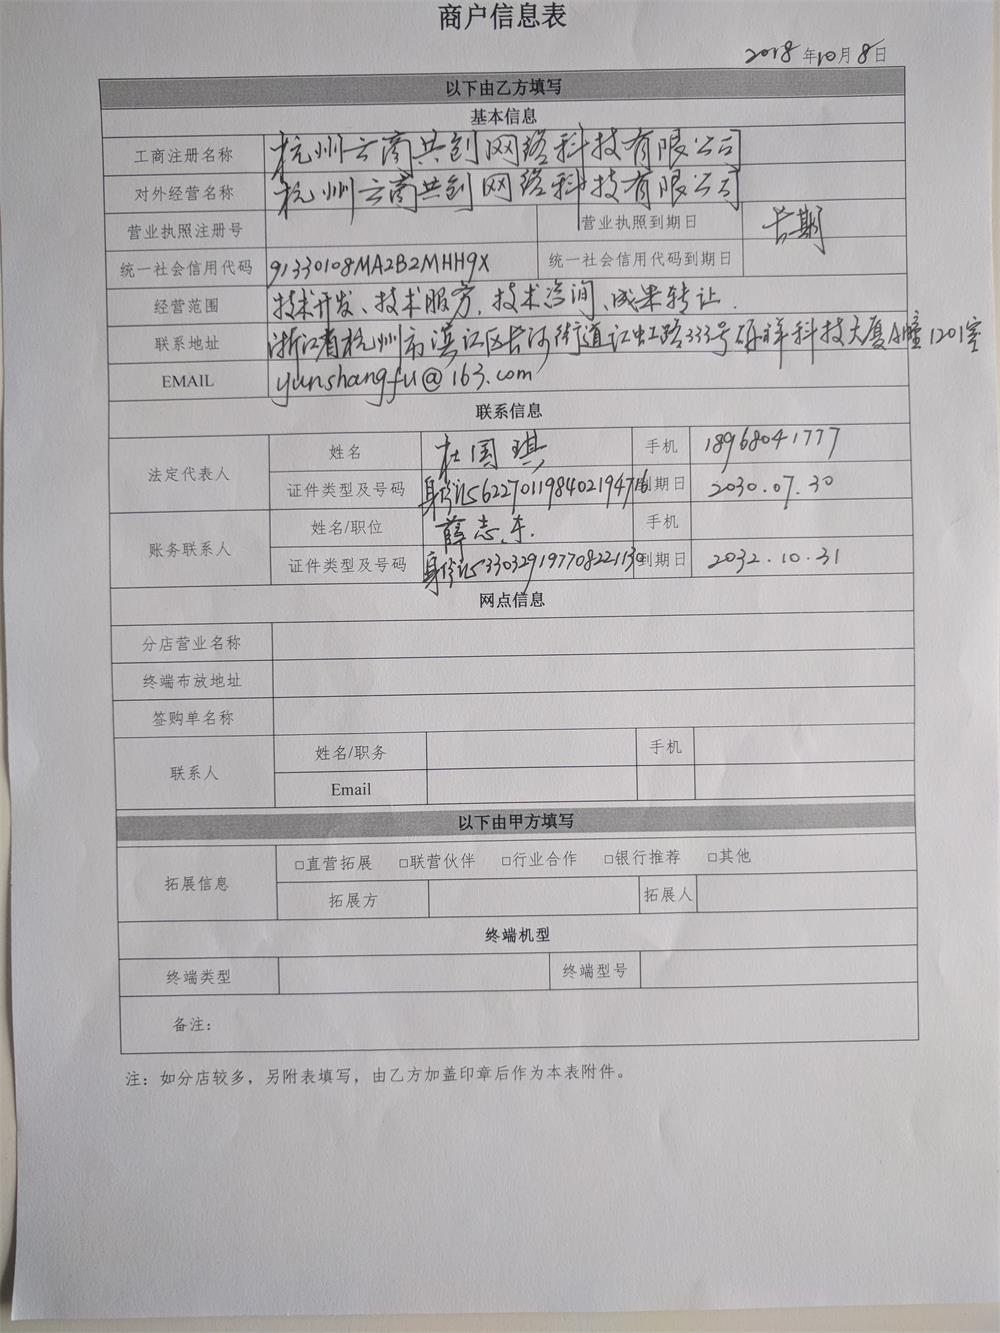 商户信息表
2018年10月8日
以下由乙方填写
基本信息
工商注册名称 杭州云商共创网络科技有限公司
对外经营名称 杭州云商共创网络科技有限公司
营业执照注册号 营业执照到期日 长期
统一社会信用代码 91330108MA2B2MHH9X 统一社会信用代码到期日
经营范围 技术开发、技术服务、技术咨询、成果转让.
联系地址 浙江省杭州市滨江区长河街道江虹路333号研祥科技大厦A幢1201室
EMAIL yunshangfu@163.com
联系信息
法定代表人 姓名 杜国琪 手机 18968041777
证件类型及号码 身份证562270119840219471 到期日 2030.07.30
账务联系人 姓名/职位 薛志东. 手机
证件类型及号码 身份证533032919770822113 到期日 2032.10.31
网点信息
分店营业名称
终端布放地址
签购单名称
联系人 姓名/职务 手机
Email
以下由甲方填写
拓展信息 □直营拓展 □联营伙伴 □行业合作 □银行推荐 □其他
拓展方 拓展人
终端机型
终端类型 终端型号
备注：
注：如分店较多，另附表填写，由乙方加盖印章后作为本表附件。